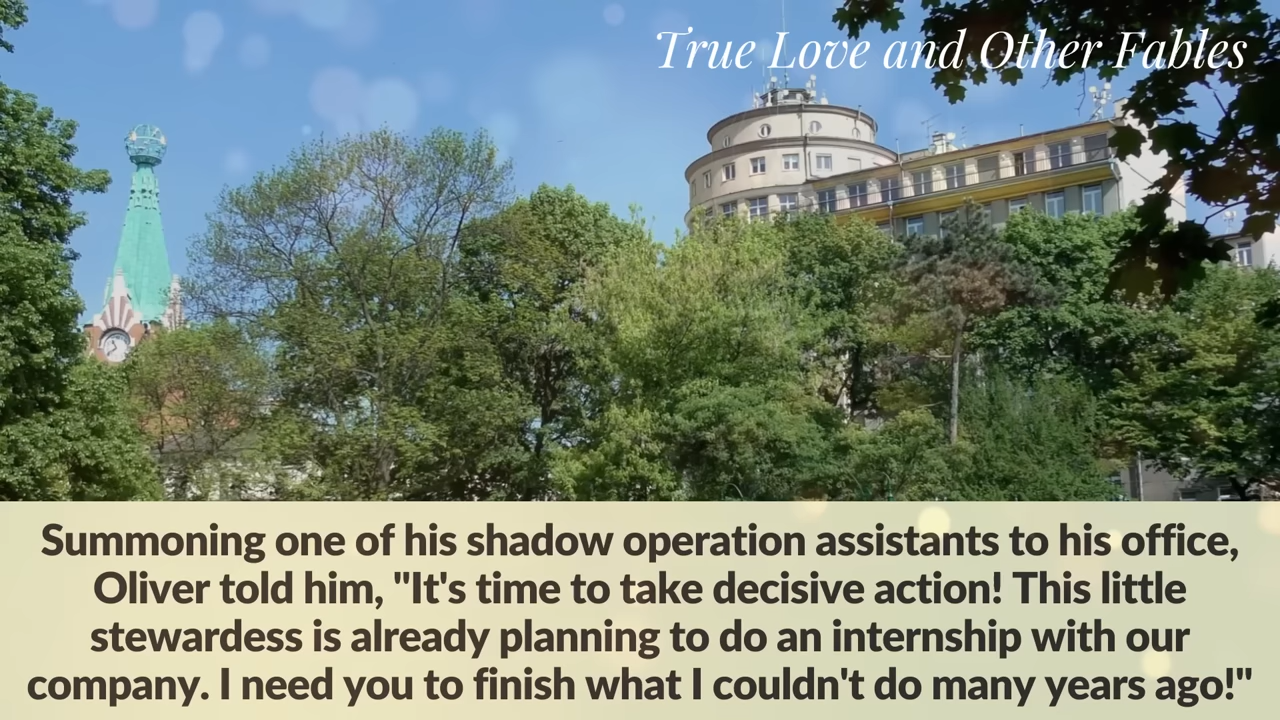 True Love and Other Fables
Summoning one of his shadow operation assistants to his office,
Oliver told him, "It's time to take decisive action! This little
stewardess is already planning to do an internship with our
company. I need you to finish what I couldn't do many years ago!"